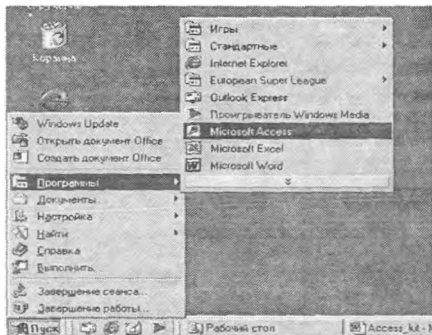 Корзина
Игры
Стандартные
Internet Explorer
European Super League
Outlook Express
Проигрыватель Windows Media
Microsoft Access
Microsoft Excel
Microsoft Word
Windows Update
Открыть документ Office
Создать документ Office
Программы
Документы
Настройка
Найти
Справка
Выполнить...
Завершение сеанса...
Завершение работы...
Пуск
Рабочий стол
Access_kit - M